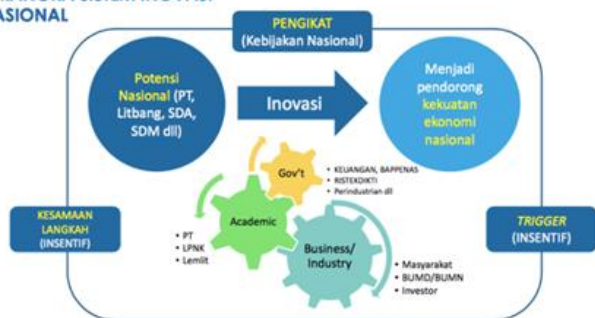 ASIONAL
PENGIKAT
(Kebijakan Nasional)
Potensi
Nasional (PT,
Litbang, SDA,
SDM dll)
Inovasi
Menjadi
pendorong
kekuatan
ekonomi
nasional
Gov't
• KEUANGAN, BAPPENAS
• RISTEKDIKTI
• Perindustrian dll
Academic
• PT
• LPNK
• Lemlit
Business/
Industry
• Masyarakat
• BUMD/BUMN
• Investor
KESAMAAN
LANGKAH
(INSENTIF)
TRIGGER
(INSENTIF)